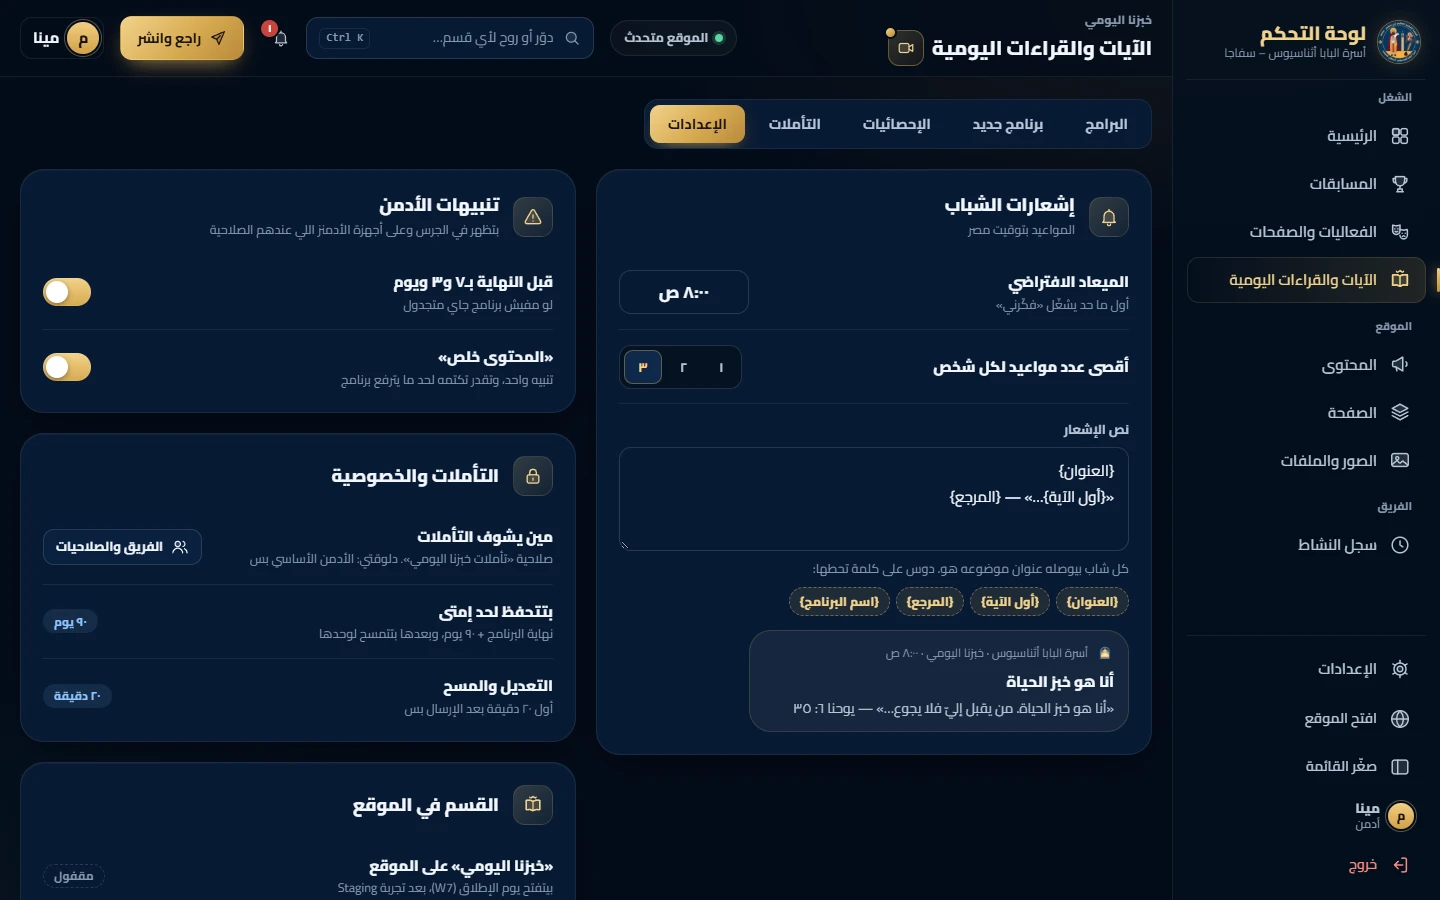 لوحة التحكم
أسرة البابا أثناسيوس – سفاجا
الشغل
الرئيسية
المسابقات
الفعاليات والصفحات
الآيات والقراءات اليومية
الموقع
المحتوى
الصفحة
الصور والملفات
الفريق
سجل النشاط
الإعدادات
افتح الموقع
صغّر القائمة
م
مينا
أدمن
خروج
خبزنا اليومي
الآيات والقراءات اليومية
الموقع متحدث
دوّر أو روح لأي قسم...
Ctrl K
١
راجع وانشر
م
مينا
البرامج
برنامج جديد
الإحصائيات
التأملات
الإعدادات
إشعارات الشباب
المواعيد بتوقيت مصر
الميعاد الافتراضي
أول ما حد يشغّل «فكّرني»
٨:٠٠ ص
أقصى عدد مواعيد لكل شخص
١
٢
٣
نص الإشعار
{العنوان}
«{أول الآية}...» — {المرجع}
كل شاب بيوصله عنوان موضوعه هو. دوس على كلمة تحطها:
{العنوان}
{أول الآية}
{المرجع}
{اسم البرنامج}
أسرة البابا أثناسيوس · خبزنا اليومي · ٨:٠٠ ص
أنا هو خبز الحياة
«أنا هو خبز الحياة. من يقبل إليّ فلا يجوع...» — يوحنا ٦: ٣٥
تنبيهات الأدمن
بتظهر في الجرس وعلى أجهزة الأدمنز اللي عندهم الصلاحية
قبل النهاية بـ٧ و٣ ويوم
لو مفيش برنامج جاي متجدول
«المحتوى خلص»
تنبيه واحد، وتقدر تكتمه لحد ما يترفع برنامج
التأملات والخصوصية
مين يشوف التأملات
صلاحية «تأملات خبزنا اليومي». دلوقتي: الأدمن الأساسي بس
الفريق والصلاحيات
بتتحفظ لحد إمتى
نهاية البرنامج + ٩٠ يوم، وبعدها بتتمسح لوحدها
٩٠ يوم
التعديل والمسح
أول ٢٠ دقيقة بعد الإرسال بس
٢٠ دقيقة
القسم في الموقع
«خبزنا اليومي» على الموقع
بيتفتح يوم الإطلاق (W7)، بعد تجربة Staging
مقفول